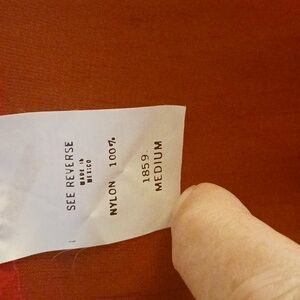 SEE REVERSE
MADE IN
MEXICO
NYLON 100%
1859
MEDIUM